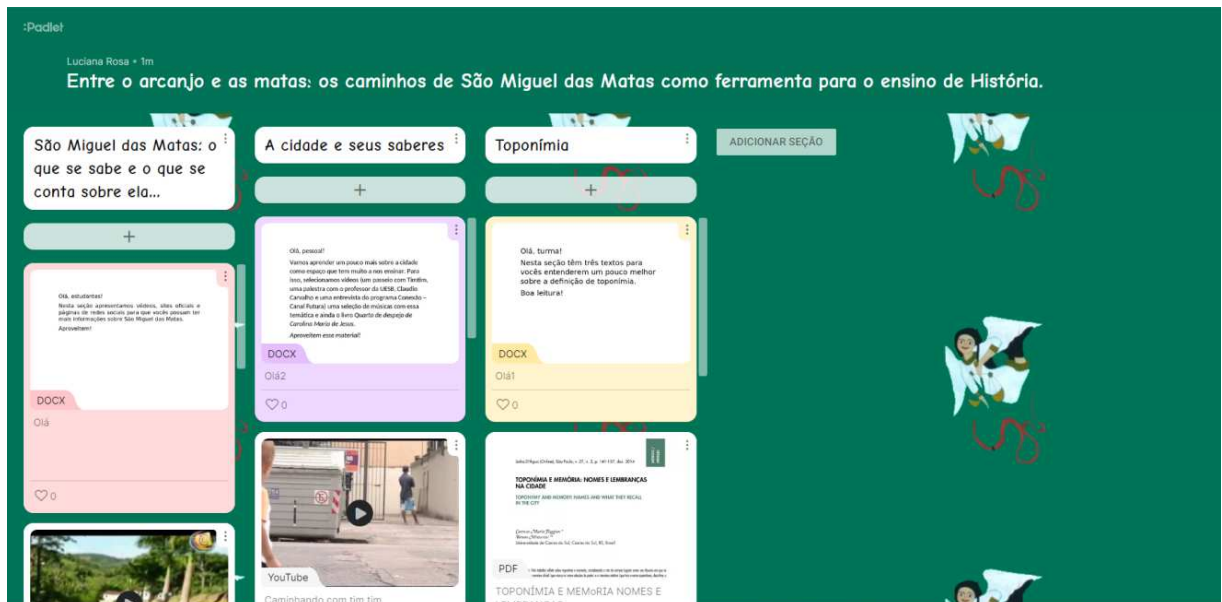 :Padlet
Luciana Rosa • 1m
Entre o arcanjo e as matas: os caminhos de São Miguel das Matas como ferramenta para o ensino de História.
São Miguel das Matas: o
que se sabe e o que se
conta sobre ela...
Olá, estudantes!
Nesta seção apresentamos vídeos, sites oficiais e
páginas de redes sociais para que vocês possam ter
mais informações sobre São Miguel das Matas.
Aproveitem!
DOCX
Olá
0
A cidade e seus saberes
Olá, pessoal!
Vamos aprender um pouco mais sobre a cidade
como espaço que tem muito a nos ensinar. Para
isso, selecionamos vídeos (um passeio com Timtim,
uma palestra com o professor da UESB, Claudio
Carvalho e uma entrevista do programa Conexão –
Canal Futura) uma seleção de músicas com essa
temática e ainda o livro Quarto de despejo de
Carolina Maria de Jesus.
Aproveitem esse material!
DOCX
Olá2
0
YouTube
Caminhando com tim tim
Toponímia
Olá, turma!
Nesta seção têm três textos para
vocês entenderem um pouco melhor
sobre a definição de toponímia.
Boa leitura!
DOCX
Olá1
0
TOPONÍMIA E MEMÓRIA: NOMES E LEMBRANÇAS
NA CIDADE
TOPONYMY AND MEMORY: NAMES AND WHAT THEY RECALL
IN THE CITY
PDF
TOPONÍMIA E MEMoRIA NOMES E
ADICIONAR SEÇÃO